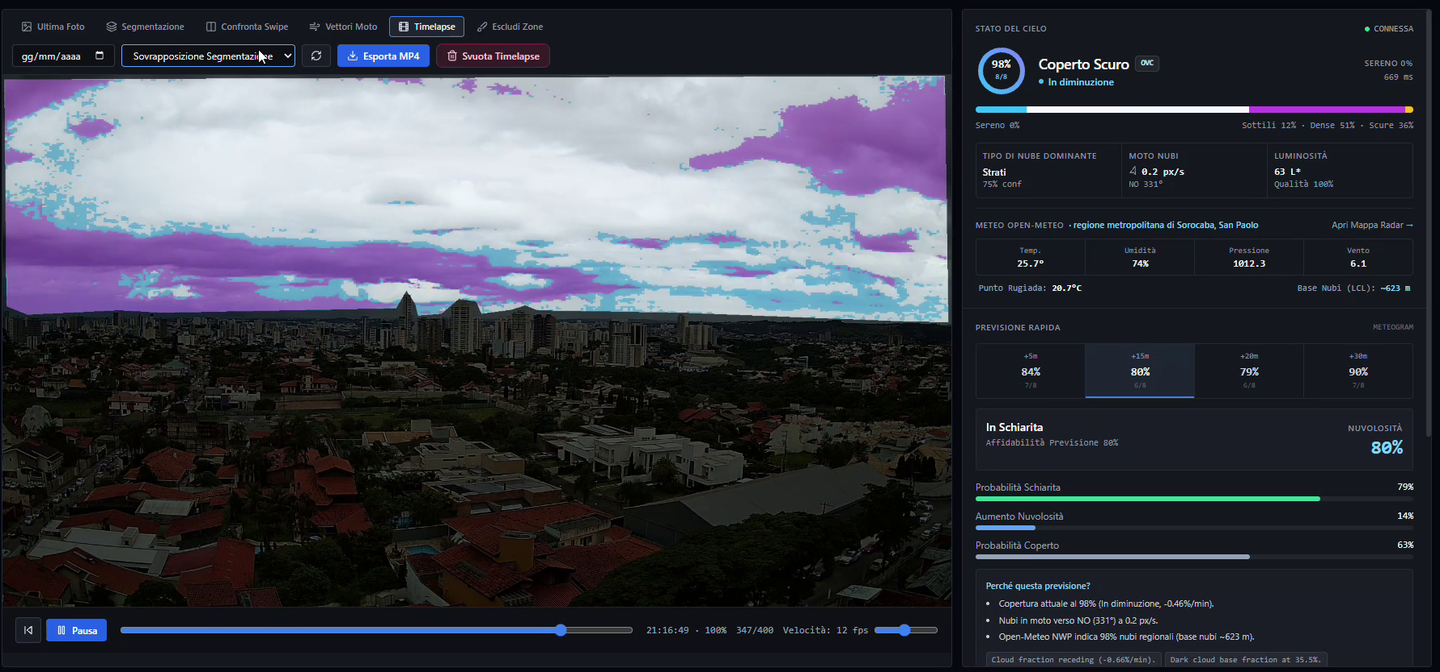 Ultima Foto
Segmentazione
Confronta Swipe
Vettori Moto
Timelapse
Escludi Zone
gg/mm/aaaa
Sovrapposizione Segmentazione
Esporta MP4
Svuota Timelapse
Pausa
21:16:49 · 100% 347/400 Velocità: 12 fps
STATO DEL CIELO
CONNESSA
98%
8/8
Coperto Scuro OVC
In diminuzione
SERENO 0%
669 ms
Sereno 0%
Sottili 12% · Dense 51% · Scure 36%
TIPO DI NUBE DOMINANTE
Strati
75% conf
MOTO NUBI
0.2 px/s
NO 331°
LUMINOSITÀ
63 L*
Qualità 100%
METEO OPEN-METEO · regione metropolitana di Sorocaba, San Paolo
Apri Mappa Radar →
Temp.
25.7°
Umidità
74%
Pressione
1012.3
Vento
6.1
Punto Rugiada: 20.7°C
Base Nubi (LCL): ~623 m
PREVISIONE RAPIDA
METEOGRAM
+5m
84%
7/8
+15m
80%
6/8
+20m
79%
6/8
+30m
90%
7/8
In Schiarita
Affidabilità Previsione 80%
NUVOLOSITÀ
80%
Probabilità Schiarita
79%
Aumento Nuvolosità
14%
Probabilità Coperto
63%
Perché questa previsione?
• Copertura attuale al 98% (In diminuzione, -0.46%/min).
• Nubi in moto verso NO (331°) a 0.2 px/s.
• Open-Meteo NWP indica 98% nubi regionali (base nubi ~623 m).
Cloud fraction receding (-0.66%/min).
Dark cloud base fraction at 35.5%.